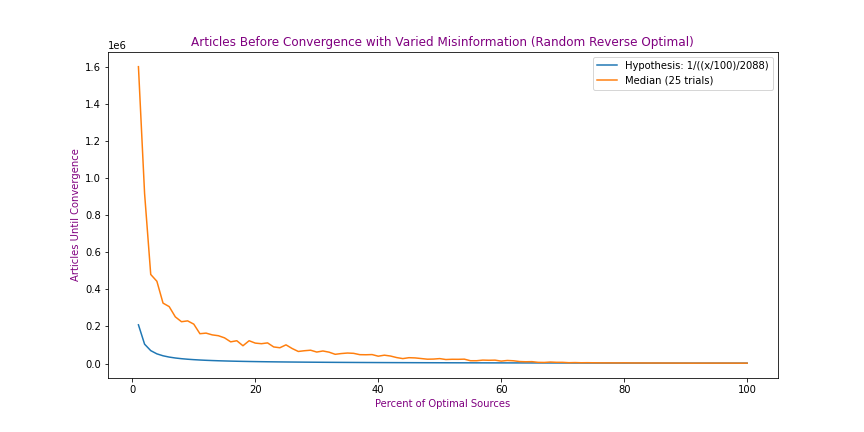 Articles Before Convergence with Varied Misinformation (Random Reverse Optimal)
1e6
Hypothesis: 1/((x/100)/2088)
Median (25 trials)
1.6
1.4
1.2
1.0
0.8
0.6
0.4
0.2
0.0
Articles Until Convergence
0 20 40 60 80 100
Percent of Optimal Sources